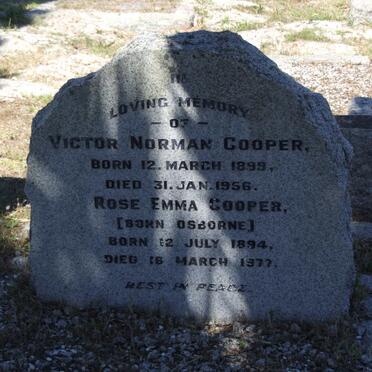 IN
LOVING MEMORY
- OF -
VICTOR NORMAN COOPER,
BORN 12. MARCH 1899,
DIED 31. JAN. 1956.
ROSE EMMA COOPER,
[BORN OSBORNE]
BORN 12 JULY 1894,
DIED 16 MARCH 1977.
REST IN PEACE